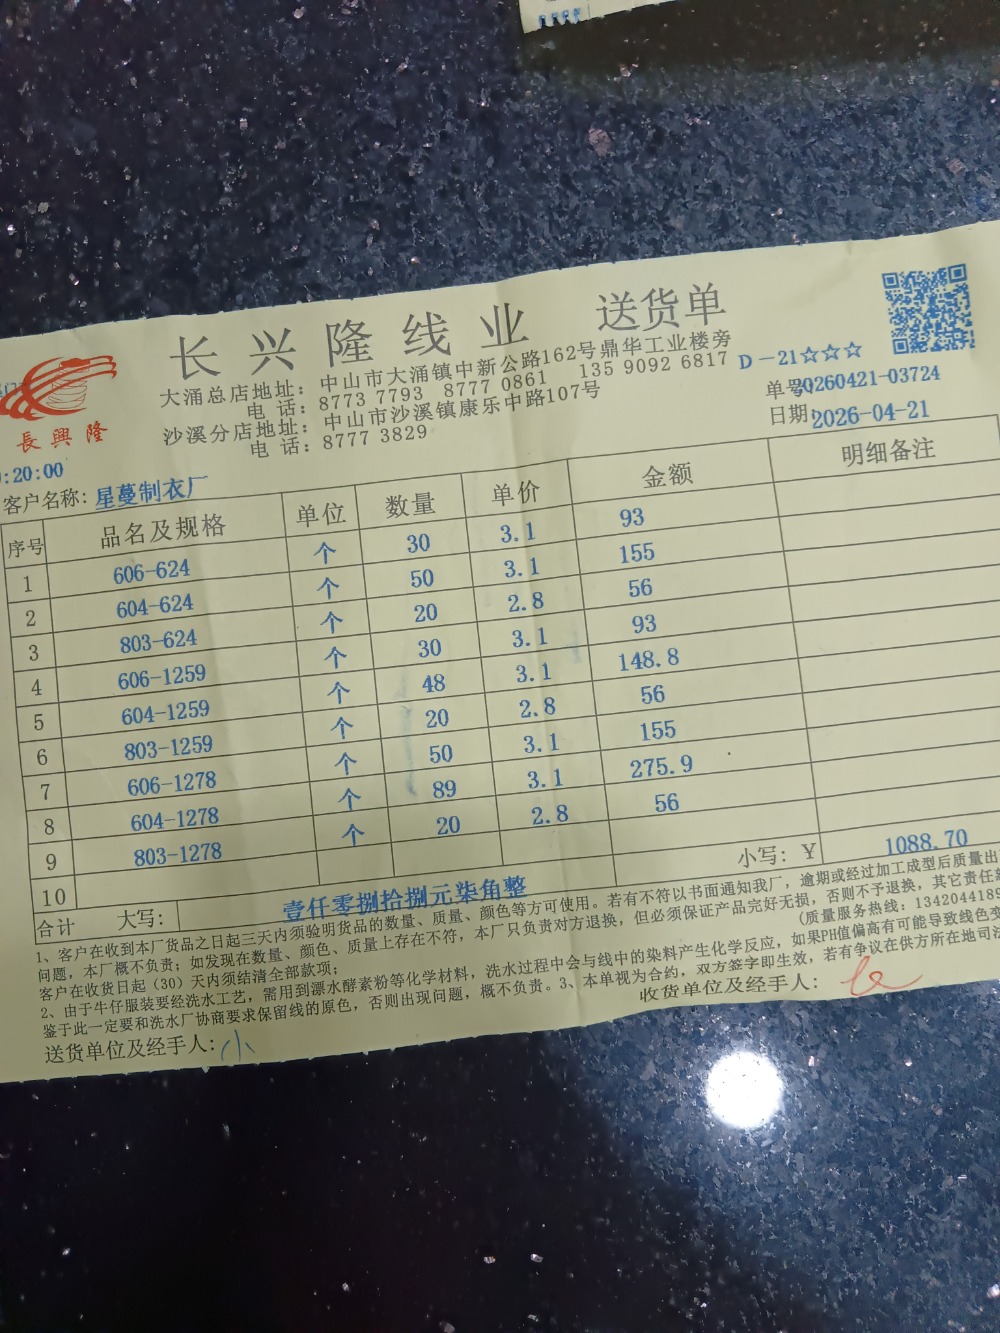 长兴隆线业 送货单
大涌总店地址：中山市大涌镇中新公路162号鼎华工业楼旁
电 话：8773 7793 8777 0861 135 9092 6817
沙溪分店地址：中山市沙溪镇康乐中路107号
电 话：8777 3829
長興隆
D－21☆☆☆
单号20260421-03724
日期：2026-04-21
:20:00
客户名称：星蔓制衣厂
序号 品名及规格 单位 数量 单价 金额 明细备注
1 606-624 个 30 3.1 93
2 604-624 个 50 3.1 155
3 803-624 个 20 2.8 56
4 606-1259 个 30 3.1 93
5 604-1259 个 48 3.1 148.8
6 803-1259 个 20 2.8 56
7 606-1278 个 50 3.1 155
8 604-1278 个 89 3.1 275.9
9 803-1278 个 20 2.8 56
10
合计 大写：壹仟零捌拾捌元柒角整 小写：￥1088.70
1、客户在收到本厂货品之日起三天内须验明货品的数量、质量、颜色等方可使用。若有不符以书面通知我厂，逾期或经过加工成型后质量出
问题，本厂概不负责；如发现在数量、颜色、质量上存在不符，本厂只负责对方退换，但必须保证产品完好无损，否则不予退换，其它责任
客户在收货日起（30）天内须结清全部款项； （质量服务热线：1342044189
2、由于牛仔服装要经洗水工艺，需用到漂水酵素粉等化学材料，洗水过程中会与线中的染料产生化学反应，如果PH值偏高有可能导致线色变
鉴于此一定要和洗水厂协商要求保留线的原色，否则出现问题，概不负责。3、本单视为合约，双方签字即生效，若有争议在供方所在地司法
送货单位及经手人：小 收货单位及经手人：